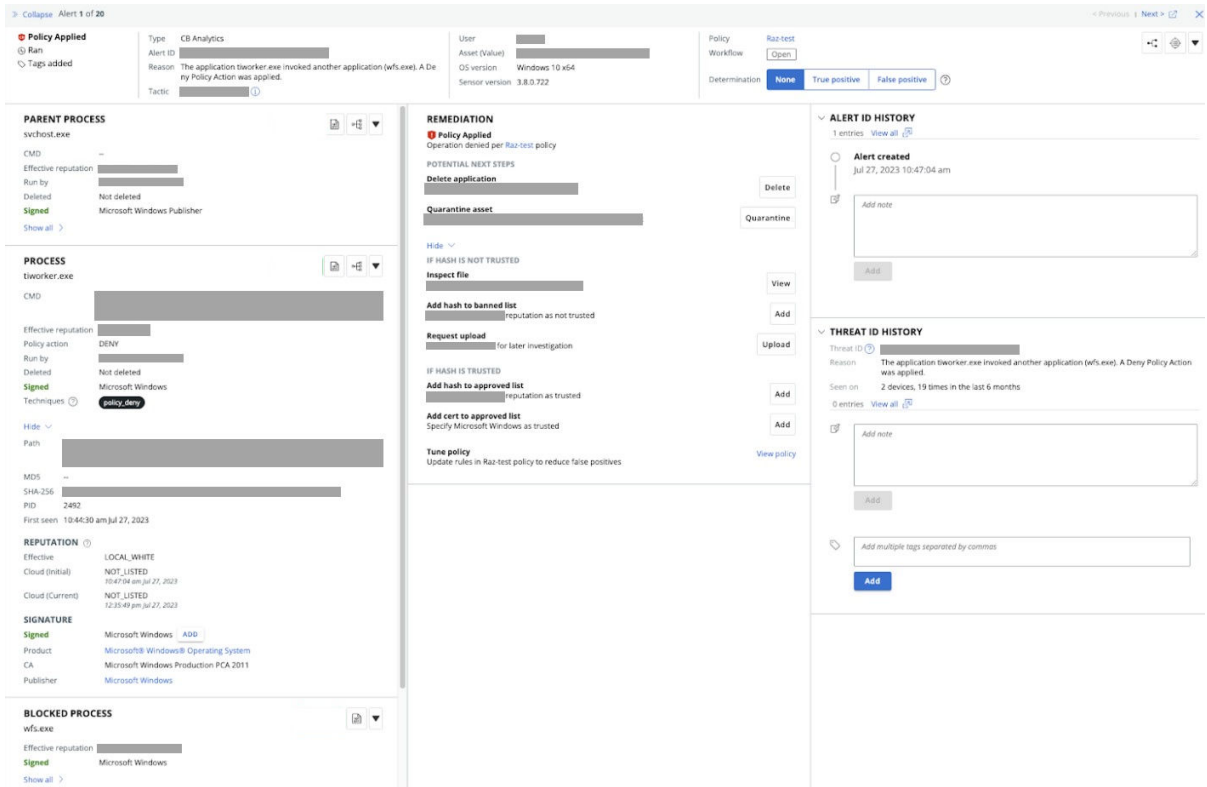 Collapse Alert 1 of 20
< Previous | Next >
Policy Applied
Ran
Tags added
Type CB Analytics
Alert ID
Reason The application tiworker.exe invoked another application (wfs.exe). A De
ny Policy Action was applied.
Tactic
User
Asset (Value)
OS version Windows 10 x64
Sensor version 3.8.0.722
Policy Raz-test
Workflow Open
Determination None True positive False positive
PARENT PROCESS
svchost.exe
CMD --
Effective reputation
Run by
Deleted Not deleted
Signed Microsoft Windows Publisher
Show all >
PROCESS
tiworker.exe
CMD
Effective reputation
Policy action DENY
Run by
Deleted Not deleted
Signed Microsoft Windows
Techniques policy_deny
Hide
Path
MD5 --
SHA-256
PID 2492
First seen 10:44:30 am Jul 27, 2023
REPUTATION
Effective LOCAL_WHITE
Cloud (Initial) NOT_LISTED
10:47:04 am Jul 27, 2023
Cloud (Current) NOT_LISTED
12:35:49 pm Jul 27, 2023
SIGNATURE
Signed Microsoft Windows ADD
Product Microsoft® Windows® Operating System
CA Microsoft Windows Production PCA 2011
Publisher Microsoft Windows
BLOCKED PROCESS
wfs.exe
Effective reputation
Signed Microsoft Windows
Show all >
REMEDIATION
Policy Applied
Operation denied per Raz-test policy
POTENTIAL NEXT STEPS
Delete application
Delete
Quarantine asset
Quarantine
Hide
IF HASH IS NOT TRUSTED
Inspect file
View
Add hash to banned list
reputation as not trusted
Add
Request upload
for later investigation
Upload
IF HASH IS TRUSTED
Add hash to approved list
reputation as trusted
Add
Add cert to approved list
Specify Microsoft Windows as trusted
Add
Tune policy
Update rules in Raz-test policy to reduce false positives
View policy
ALERT ID HISTORY
1 entries View all
Alert created
Jul 27, 2023 10:47:04 am
Add note
Add
THREAT ID HISTORY
Threat ID
Reason The application tiworker.exe invoked another application (wfs.exe). A Deny Policy Action
was applied.
Seen on 2 devices, 19 times in the last 6 months
0 entries View all
Add note
Add
Add multiple tags separated by commas
Add